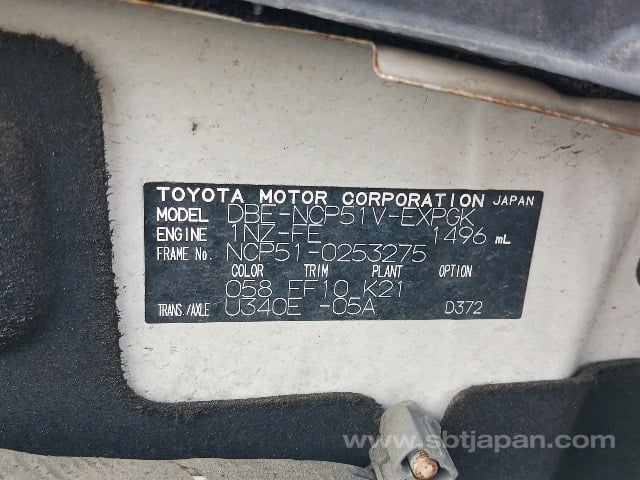 TOYOTA MOTOR CORPORATION JAPAN
MODEL DBE-NCP51V-EXPGK
ENGINE 1NZ-FE 1496 mL
FRAME No. NCP51-0253275
COLOR TRIM PLANT OPTION
058 FF10 K21
TRANS./AXLE U340E -05A D372
www.sbtjapan.com